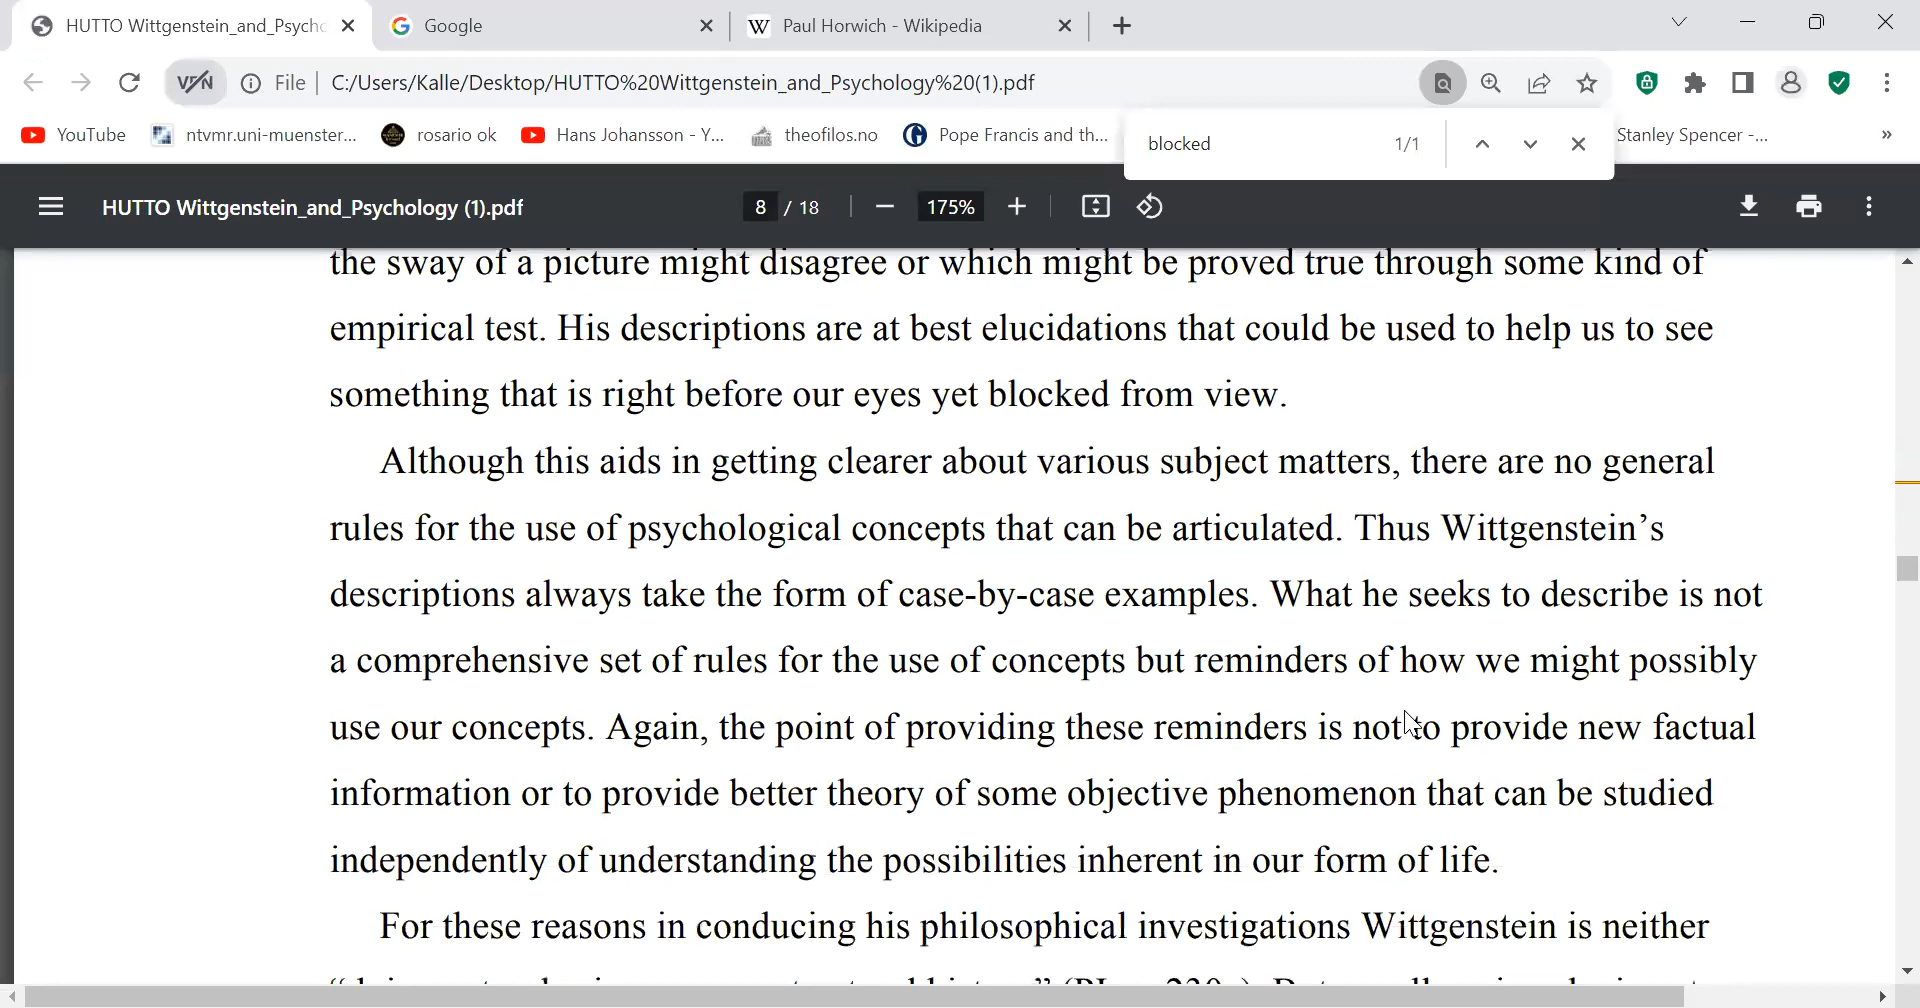 HUTTO Wittgenstein_and_Psycho
Google
Paul Horwich - Wikipedia
VPN
File
C:/Users/Kalle/Desktop/HUTTO%20Wittgenstein_and_Psychology%20(1).pdf
YouTube
ntvmr.uni-muenster...
rosario ok
Hans Johansson - Y...
theofilos.no
Pope Francis and th...
blocked
1/1
Stanley Spencer -...
»
HUTTO Wittgenstein_and_Psychology (1).pdf
8 / 18
175%
the sway of a picture might disagree or which might be proved true through some kind of
empirical test. His descriptions are at best elucidations that could be used to help us to see
something that is right before our eyes yet blocked from view.
Although this aids in getting clearer about various subject matters, there are no general
rules for the use of psychological concepts that can be articulated. Thus Wittgenstein’s
descriptions always take the form of case-by-case examples. What he seeks to describe is not
a comprehensive set of rules for the use of concepts but reminders of how we might possibly
use our concepts. Again, the point of providing these reminders is not to provide new factual
information or to provide better theory of some objective phenomenon that can be studied
independently of understanding the possibilities inherent in our form of life.
For these reasons in conducing his philosophical investigations Wittgenstein is neither